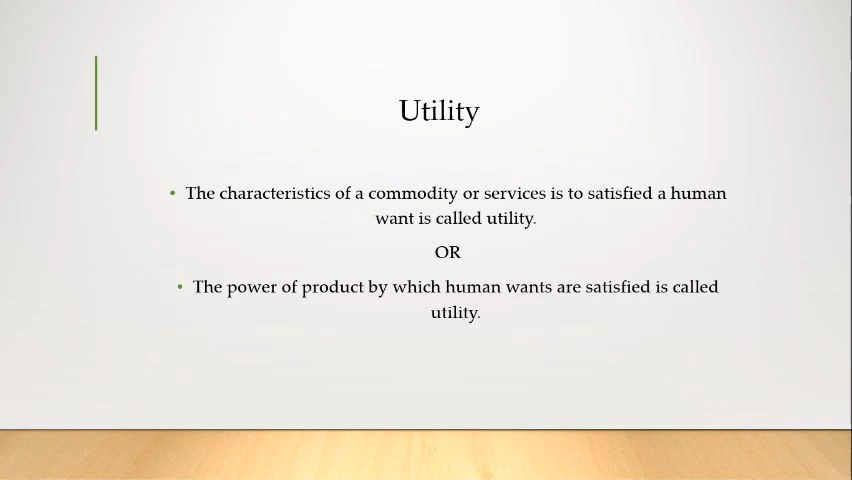 Utility
• The characteristics of a commodity or services is to satisfied a human
want is called utility.
OR
• The power of product by which human wants are satisfied is called
utility.